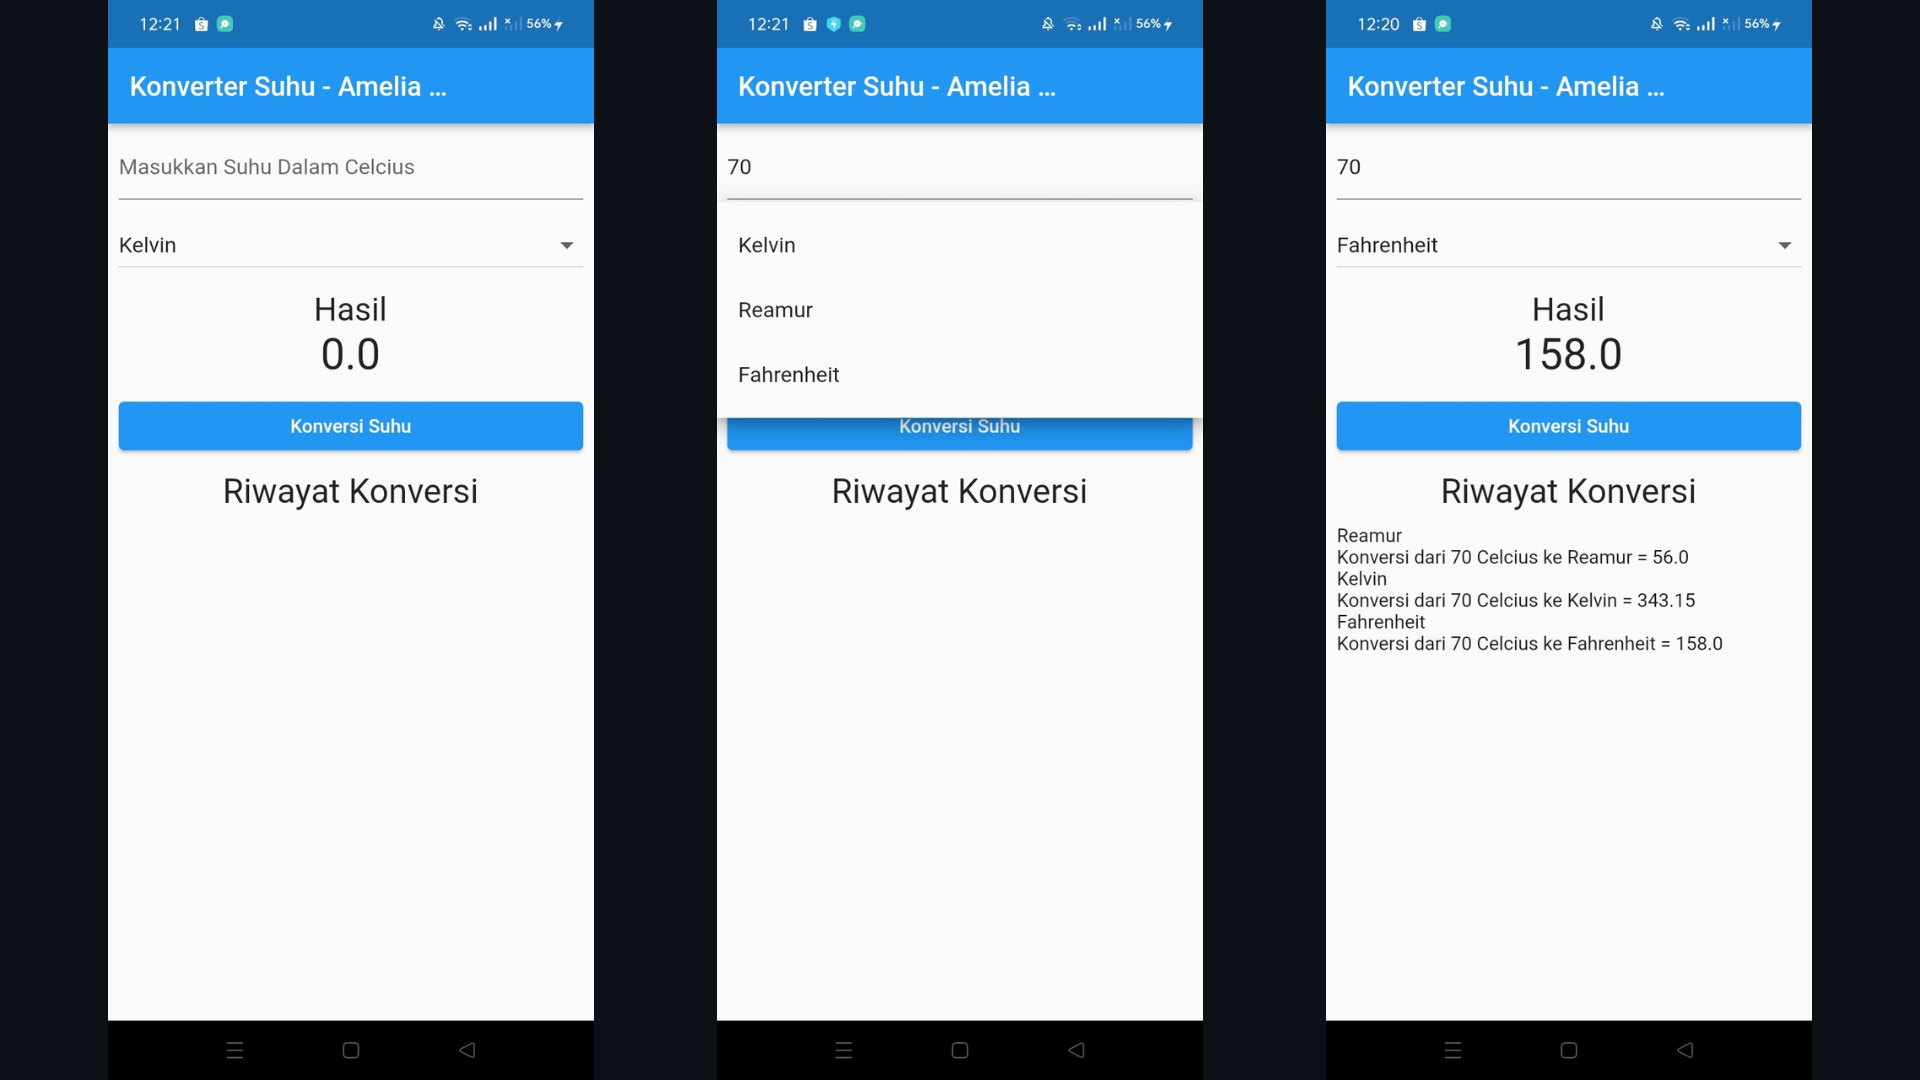 12:21
56%
Konverter Suhu - Amelia ...
Masukkan Suhu Dalam Celcius
Kelvin
Hasil
0.0
Konversi Suhu
Riwayat Konversi
12:21
56%
Konverter Suhu - Amelia ...
70
Kelvin
Reamur
Fahrenheit
Konversi Suhu
Riwayat Konversi
12:20
56%
Konverter Suhu - Amelia ...
70
Fahrenheit
Hasil
158.0
Konversi Suhu
Riwayat Konversi
Reamur
Konversi dari 70 Celcius ke Reamur = 56.0
Kelvin
Konversi dari 70 Celcius ke Kelvin = 343.15
Fahrenheit
Konversi dari 70 Celcius ke Fahrenheit = 158.0